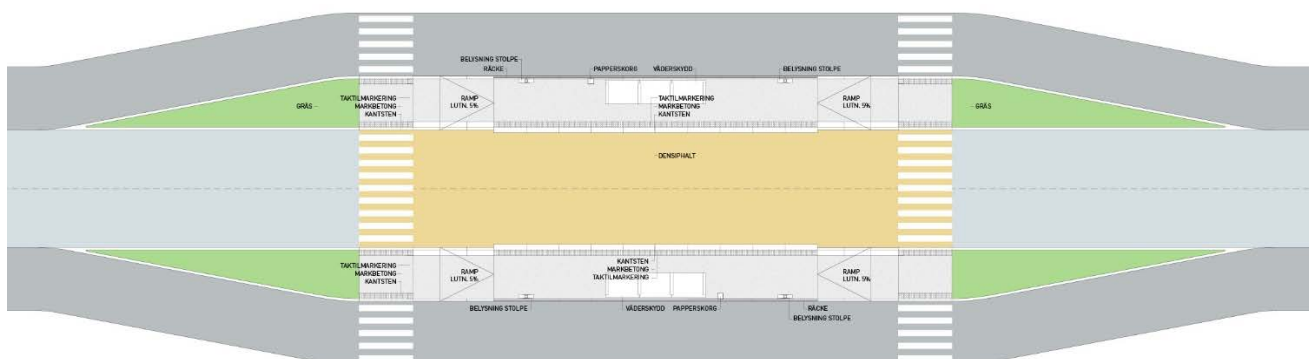 BELYSNING STOLPE
RÄCKE
PAPPERSKORG
VÄDERSKYDD
BELYSNING STOLPE
GRÄS
TAKTILMARKERING
MARKBETONG
KANTSTEN
RAMP
LUTN. 5%
TAKTILMARKERING
MARKBETONG
KANTSTEN
RAMP
LUTN. 5%
GRÄS
DENSIPHALT
TAKTILMARKERING
MARKBETONG
KANTSTEN
RAMP
LUTN. 5%
KANTSTEN
MARKBETONG
TAKTILMARKERING
RAMP
LUTN. 5%
BELYSNING STOLPE
VÄDERSKYDD
PAPPERSKORG
RÄCKE
BELYSNING STOLPE